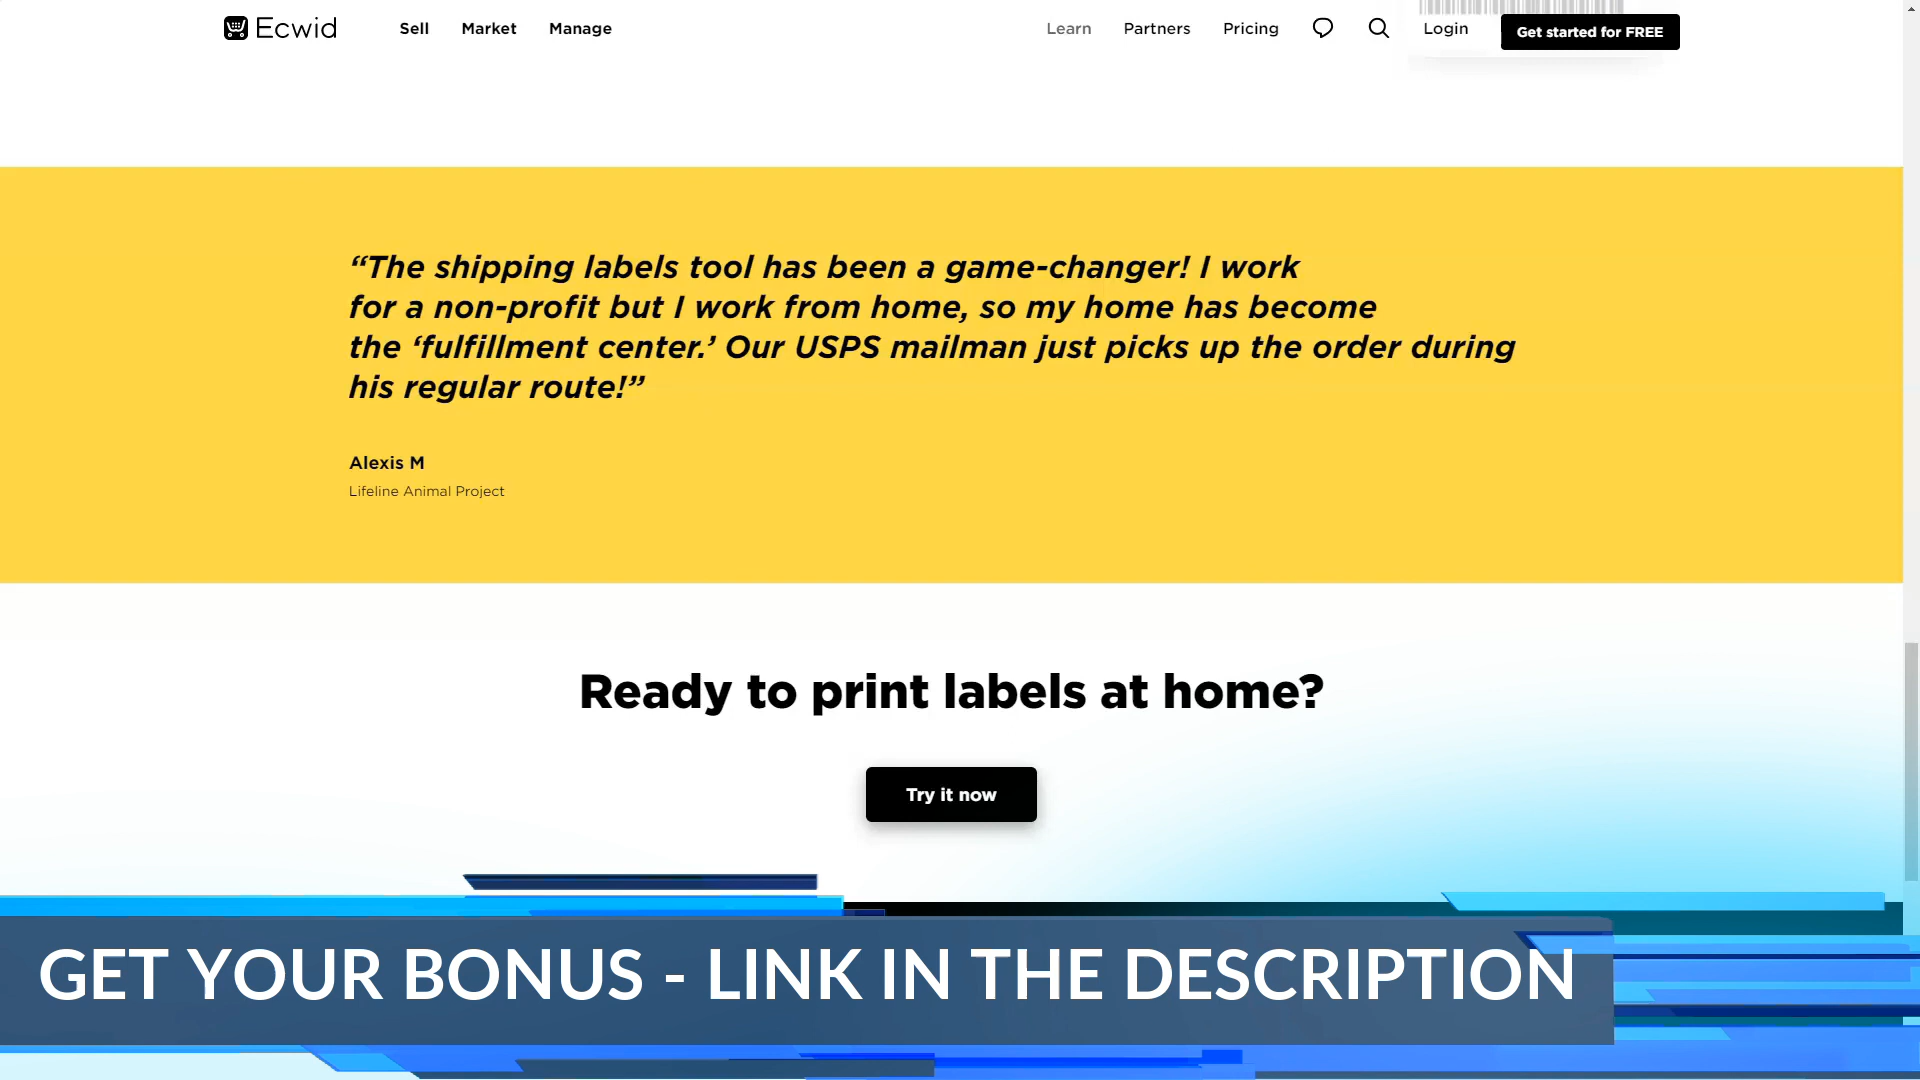 Ecwid Sell Market Manage Learn Partners Pricing Login Get started for FREE
“The shipping labels tool has been a game-changer! I work
for a non-profit but I work from home, so my home has become
the ‘fulfillment center.’ Our USPS mailman just picks up the order during
his regular route!”
Alexis M
Lifeline Animal Project
Ready to print labels at home?
Try it now
GET YOUR BONUS - LINK IN THE DESCRIPTION